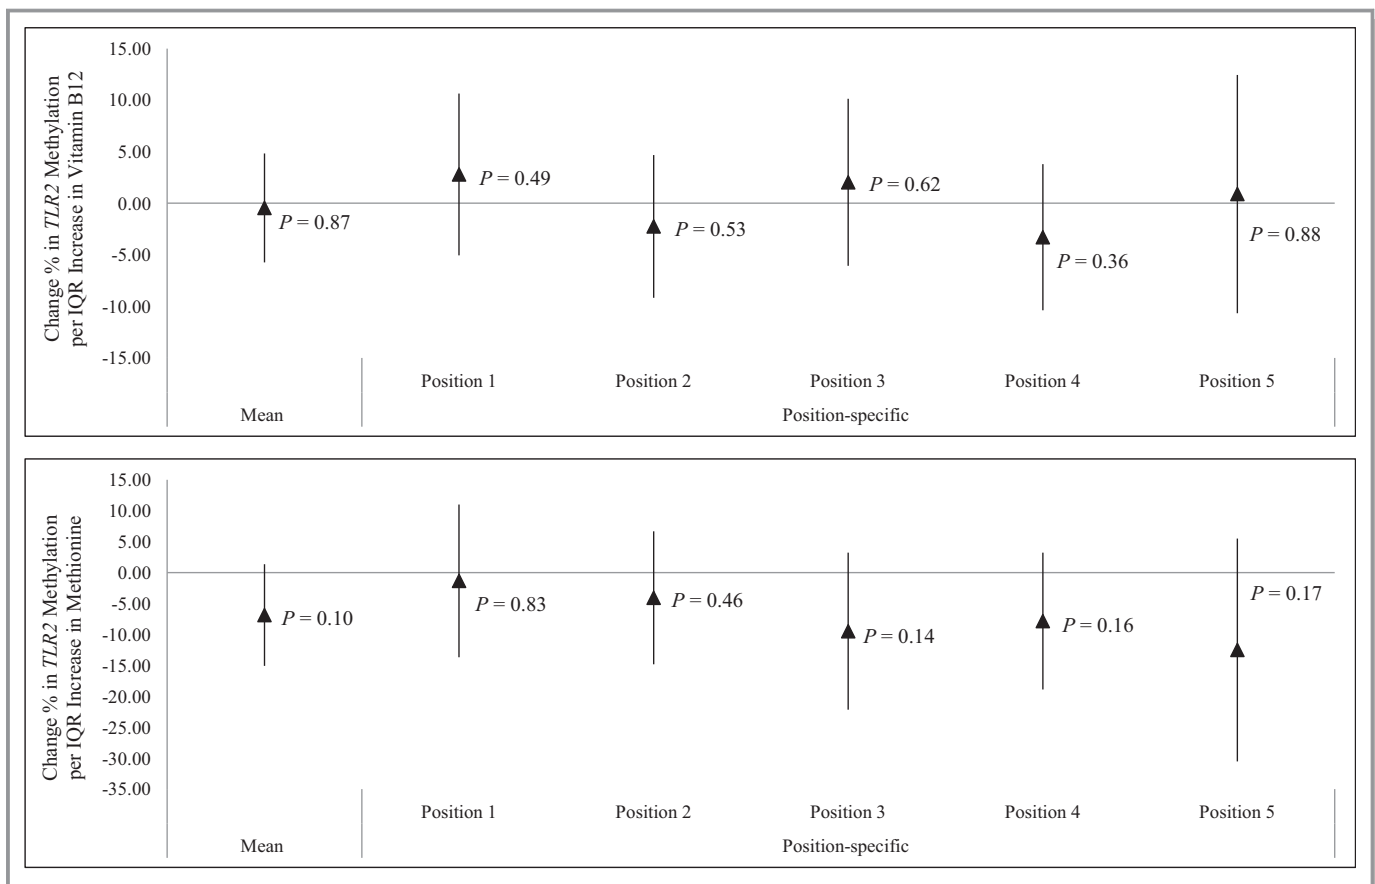 Change % in TLR2 Methylation
per IQR Increase in Vitamin B12
15.00
10.00
5.00
0.00
-5.00
-10.00
-15.00
P = 0.87
P = 0.49
P = 0.53
P = 0.62
P = 0.36
P = 0.88
Position 1
Position 2
Position 3
Position 4
Position 5
Mean
Position-specific
Change % in TLR2 Methylation
per IQR Increase in Methionine
15.00
10.00
5.00
0.00
-5.00
-10.00
-15.00
-20.00
-25.00
-30.00
-35.00
P = 0.10
P = 0.83
P = 0.46
P = 0.14
P = 0.16
P = 0.17
Position 1
Position 2
Position 3
Position 4
Position 5
Mean
Position-specific